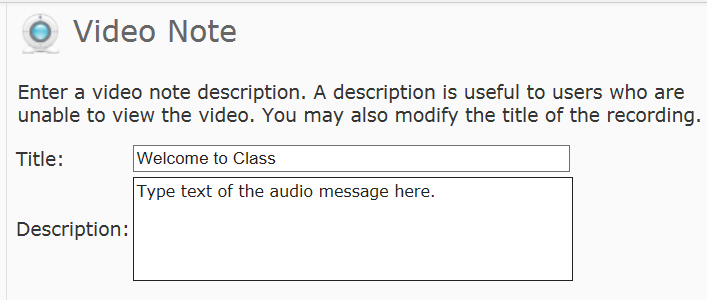 Video Note
Enter a video note description. A description is useful to users who are
unable to view the video. You may also modify the title of the recording.
Title: Welcome to Class
Type text of the audio message here.
Description: